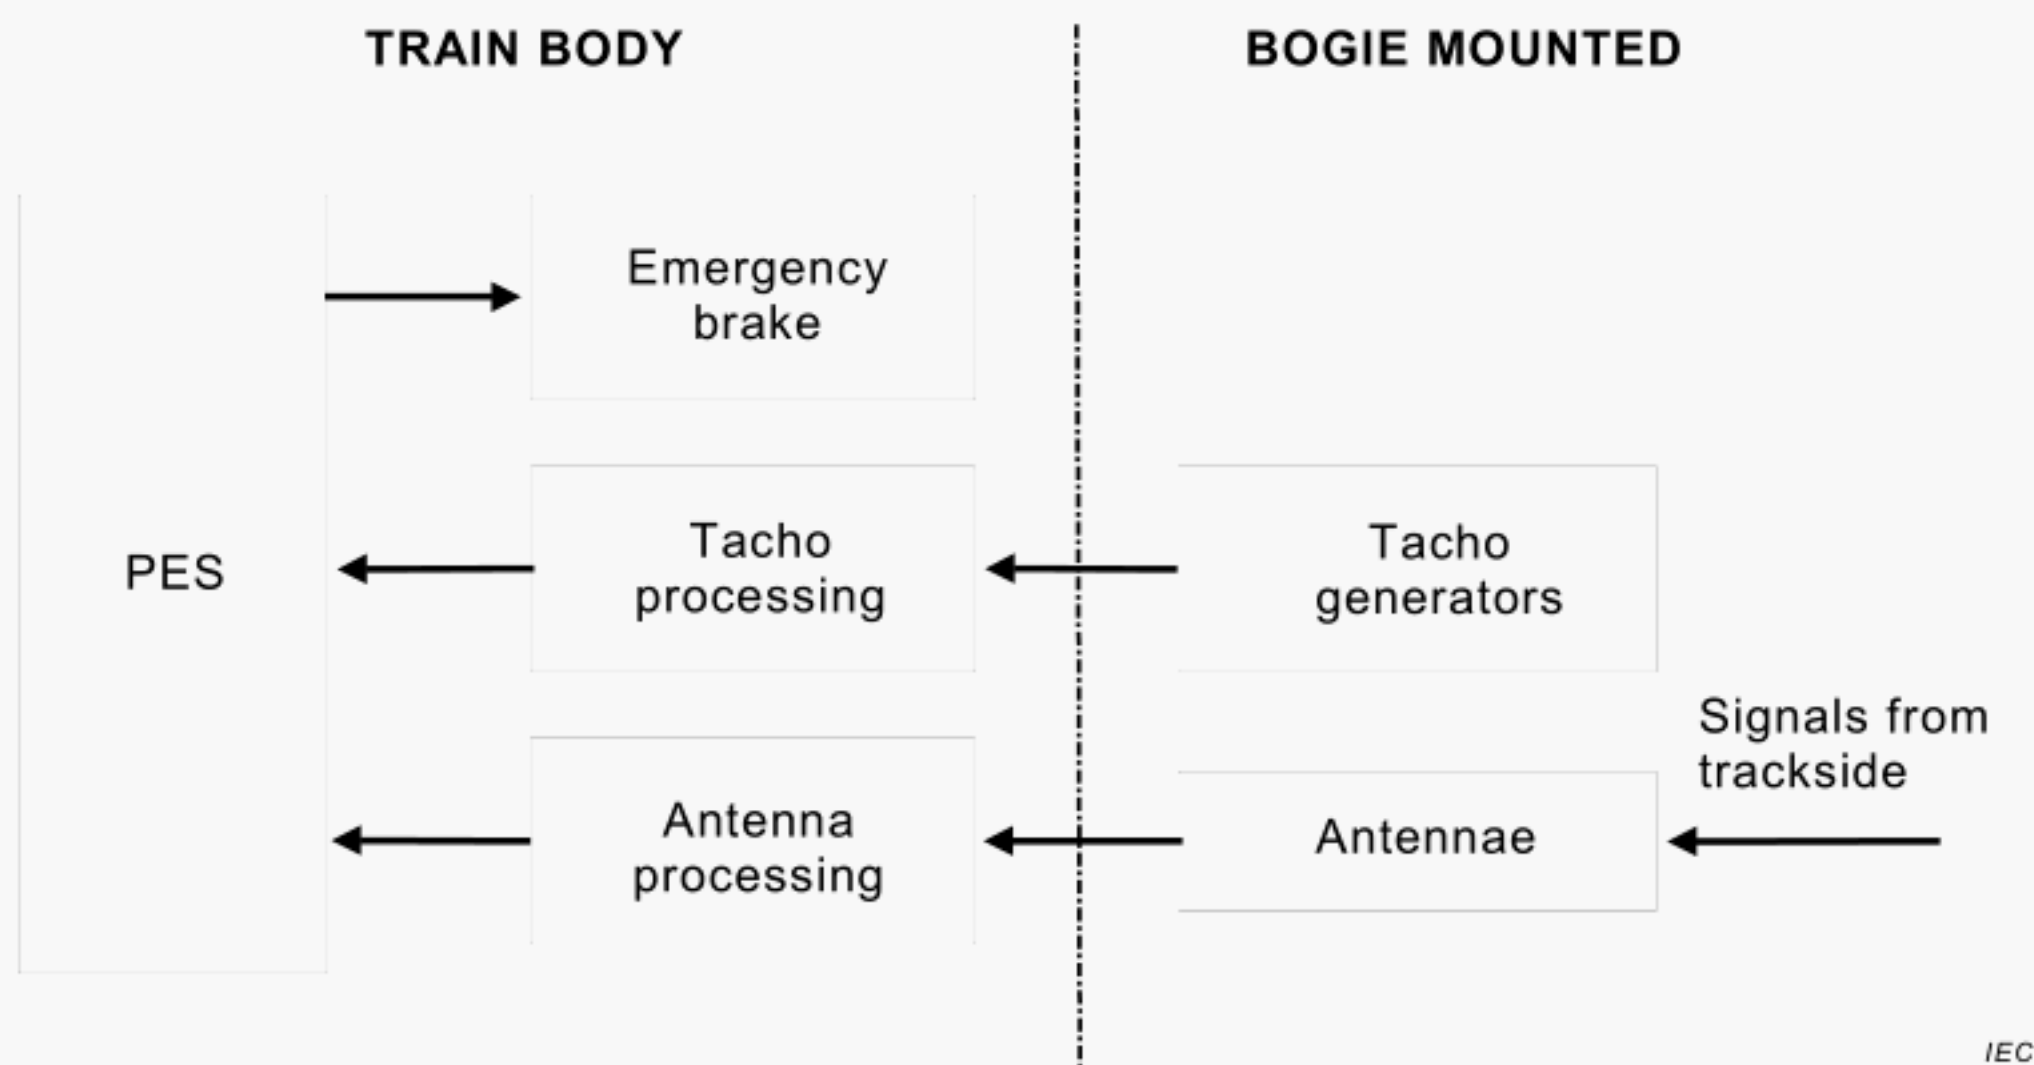 TRAIN BODY
BOGIE MOUNTED
Emergency
brake
PES
Tacho
processing
Tacho
generators
Signals from
trackside
Antenna
processing
Antennae
IEC